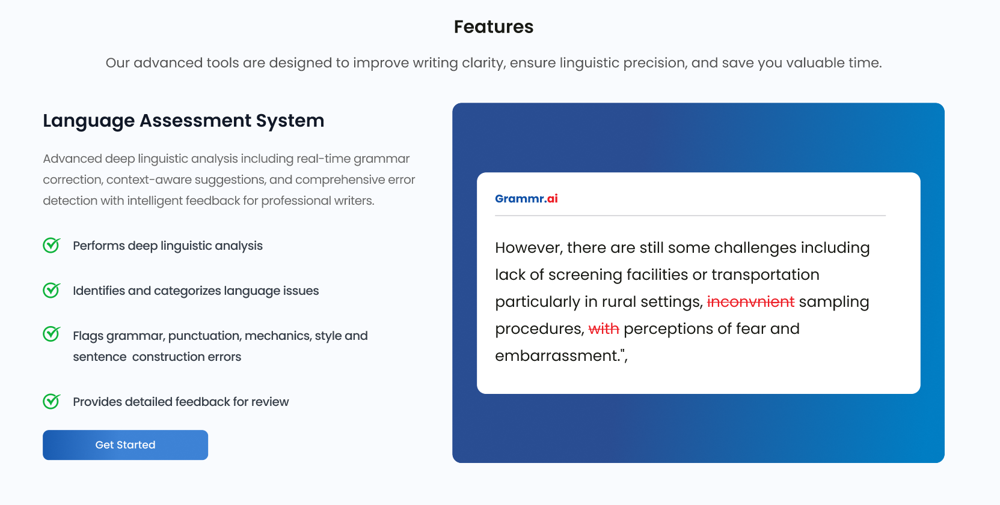 Features
Our advanced tools are designed to improve writing clarity, ensure linguistic precision, and save you valuable time.
Language Assessment System
Advanced deep linguistic analysis including real-time grammar
correction, context-aware suggestions, and comprehensive error
detection with intelligent feedback for professional writers.
Performs deep linguistic analysis
Identifies and categorizes language issues
Flags grammar, punctuation, mechanics, style and
sentence  construction errors
Provides detailed feedback for review
Get Started
Grammr.ai
However, there are still some challenges including
lack of screening facilities or transportation
particularly in rural settings, inconvnient sampling
procedures, with perceptions of fear and
embarrassment.",